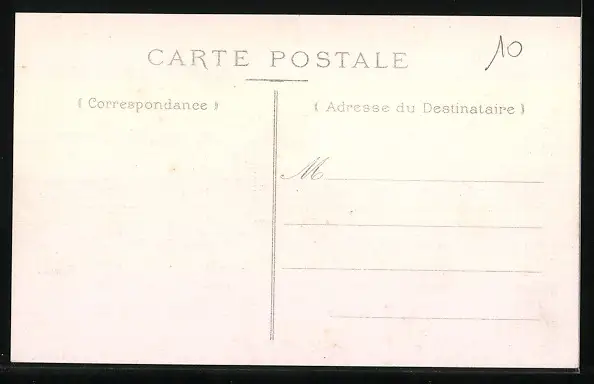 CARTE POSTALE
10
( Correspondance )
( Adresse du Destinataire )
M